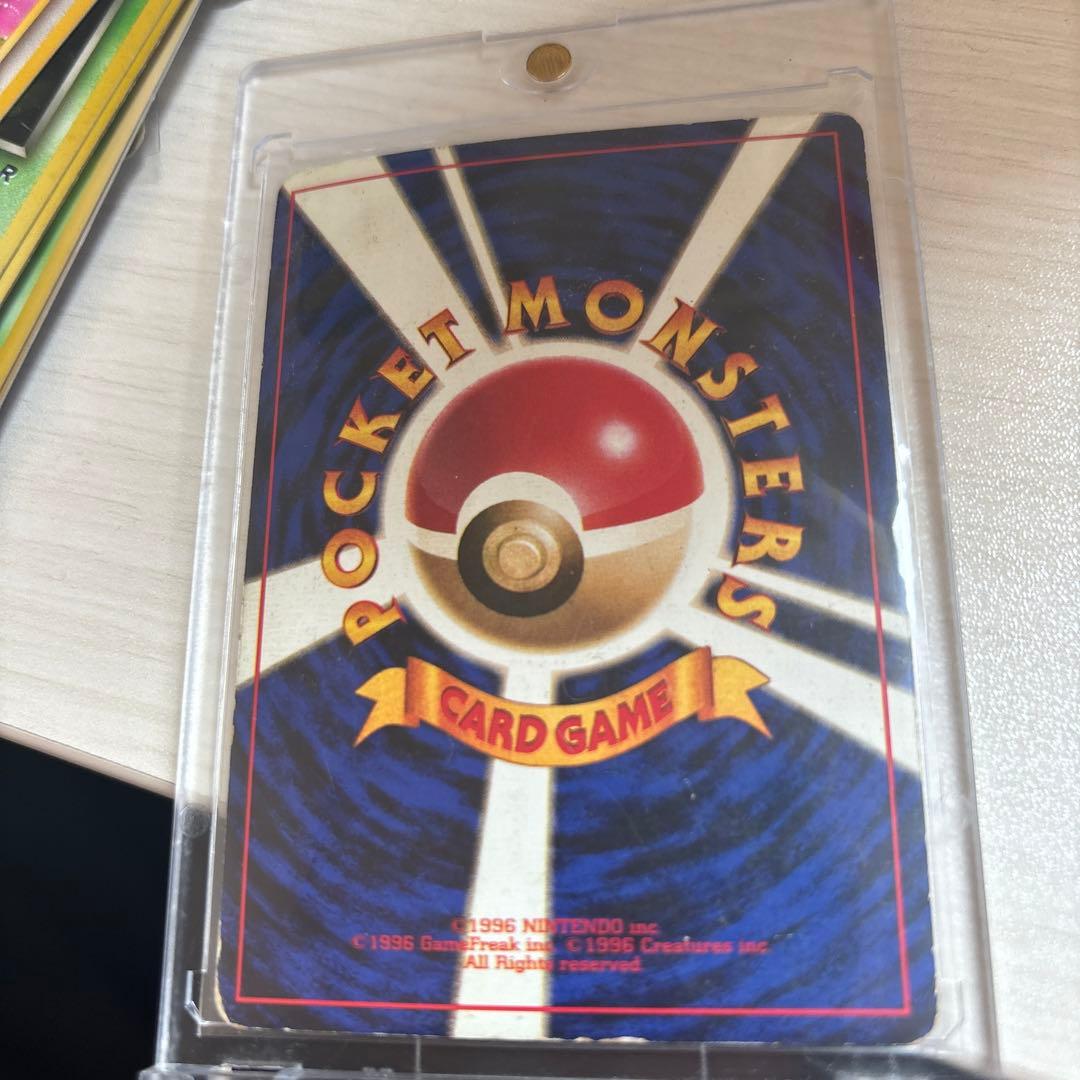 R
POCKET MONSTERS
CARD GAME
©1996 NINTENDO inc.
©1996 GameFreak inc. ©1996 Creatures inc.
All Rights reserved.